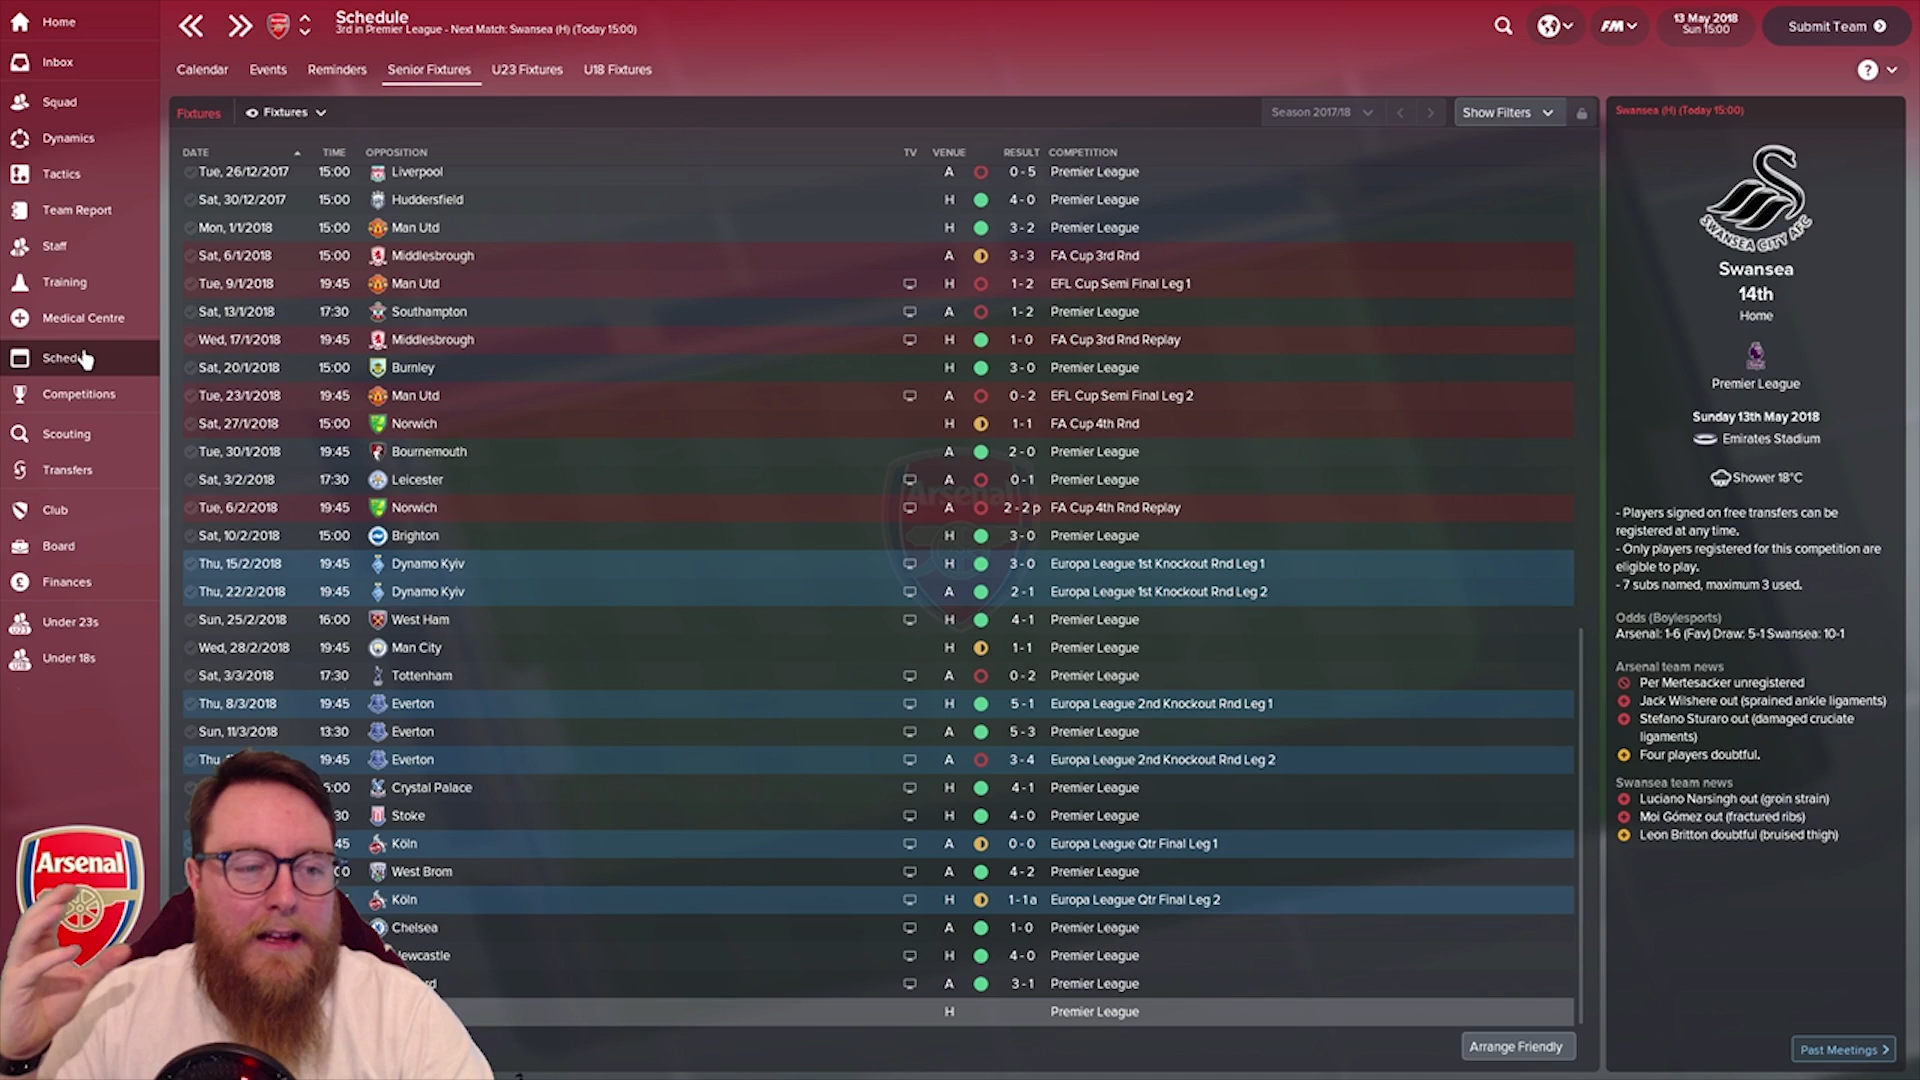 Home
Inbox
Squad
Dynamics
Tactics
Team Report
Staff
Training
Medical Centre
Competitions
Scouting
Transfers
Club
Board
Finances
Under 23s
Under 18s
Arsenal
Schedule
3rd in Premier League - Next Match: Swansea (H) (Today 15:00)
FM
13 May 2018
Sun 15:00
Submit Team
Calendar Events Reminders Senior Fixtures U23 Fixtures U18 Fixtures
?
Fixtures Fixtures Season 2017/18 Show Filters
DATE TIME OPPOSITION TV VENUE RESULT COMPETITION
Tue, 26/12/2017 15:00 Liverpool A 0 - 5 Premier League
Sat, 30/12/2017 15:00 Huddersfield H 4 - 0 Premier League
Mon, 1/1/2018 15:00 Man Utd H 3 - 2 Premier League
Sat, 6/1/2018 15:00 Middlesbrough A 3 - 3 FA Cup 3rd Rnd
Tue, 9/1/2018 19:45 Man Utd H 1 - 2 EFL Cup Semi Final Leg 1
Sat, 13/1/2018 17:30 Southampton A 1 - 2 Premier League
Wed, 17/1/2018 19:45 Middlesbrough H 1 - 0 FA Cup 3rd Rnd Replay
Sat, 20/1/2018 15:00 Burnley H 3 - 0 Premier League
Tue, 23/1/2018 19:45 Man Utd A 0 - 2 EFL Cup Semi Final Leg 2
Sat, 27/1/2018 15:00 Norwich H 1 - 1 FA Cup 4th Rnd
Tue, 30/1/2018 19:45 Bournemouth A 2 - 0 Premier League
Sat, 3/2/2018 17:30 Leicester A 0 - 1 Premier League
Tue, 6/2/2018 19:45 Norwich A 2 - 2 p FA Cup 4th Rnd Replay
Sat, 10/2/2018 15:00 Brighton H 3 - 0 Premier League
Thu, 15/2/2018 19:45 Dynamo Kyiv H 3 - 0 Europa League 1st Knockout Rnd Leg 1
Thu, 22/2/2018 19:45 Dynamo Kyiv A 2 - 1 Europa League 1st Knockout Rnd Leg 2
Sun, 25/2/2018 16:00 West Ham H 4 - 1 Premier League
Wed, 28/2/2018 19:45 Man City H 1 - 1 Premier League
Sat, 3/3/2018 17:30 Tottenham A 0 - 2 Premier League
Thu, 8/3/2018 19:45 Everton H 5 - 1 Europa League 2nd Knockout Rnd Leg 1
Sun, 11/3/2018 13:30 Everton A 5 - 3 Premier League
Thu 19:45 Everton A 3 - 4 Europa League 2nd Knockout Rnd Leg 2
5:00 Crystal Palace H 4 - 1 Premier League
30 Stoke H 4 - 0 Premier League
45 Köln A 0 - 0 Europa League Qtr Final Leg 1
West Brom A 4 - 2 Premier League
Köln H 1 - 1 a Europa League Qtr Final Leg 2
Chelsea A 1 - 0 Premier League
ewcastle H 4 - 0 Premier League
A 3 - 1 Premier League
H Premier League
Arsenal
Arrange Friendly
Swansea (H) (Today 15:00)
SWANSEA CITY AFC
Swansea
14th
Home
Premier League
Sunday 13th May 2018
Emirates Stadium
Shower 18°C
- Players signed on free transfers can be
registered at any time.
- Only players registered for this competition are
eligible to play.
- 7 subs named, maximum 3 used.
Odds (Boylesports)
Arsenal: 1-6 (Fav) Draw: 5-1 Swansea: 10-1
Arsenal team news
Per Mertesacker unregistered
Jack Wilshere out (sprained ankle ligaments)
Stefano Sturaro out (damaged cruciate
ligaments)
Four players doubtful.
Swansea team news
Luciano Narsingh out (groin strain)
Moi Gómez out (fractured ribs)
Leon Britton doubtful (bruised thigh)
Past Meetings